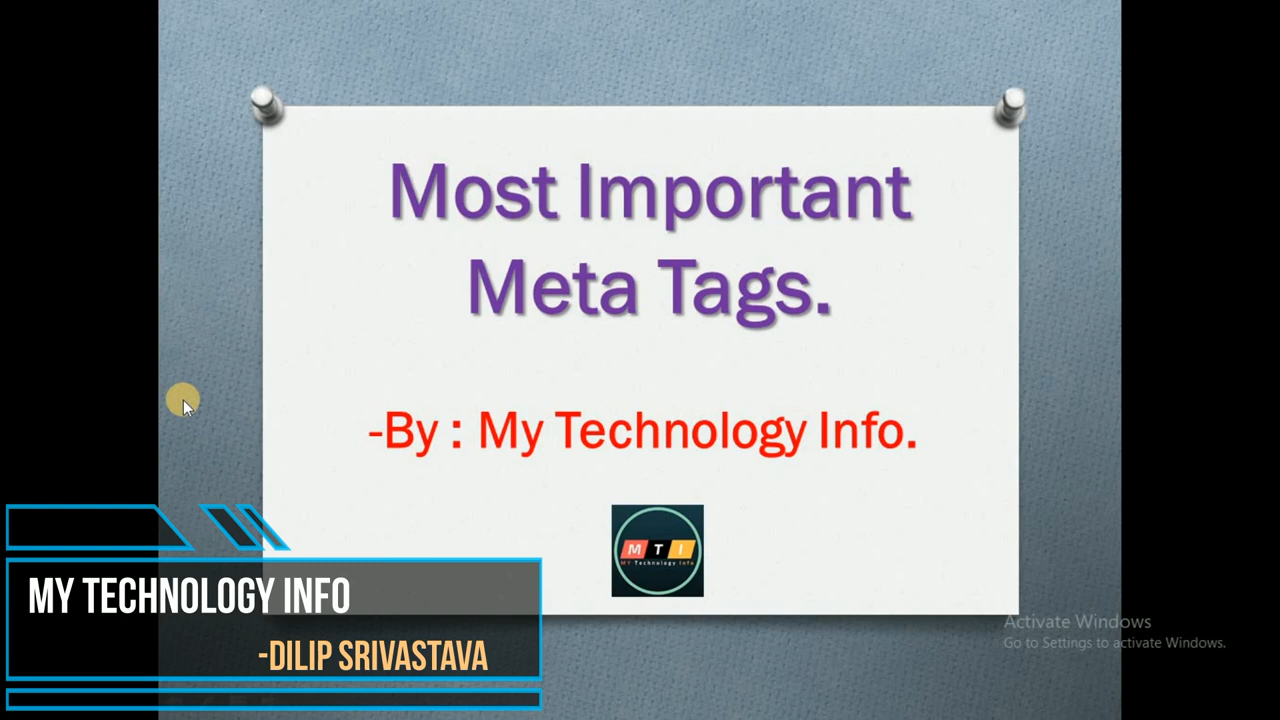 Most Important
Meta Tags.
-By : My Technology Info.
M T I
MY Technology Info
MY TECHNOLOGY INFO
-DILIP SRIVASTAVA
Activate Windows
Go to Settings to activate Windows.